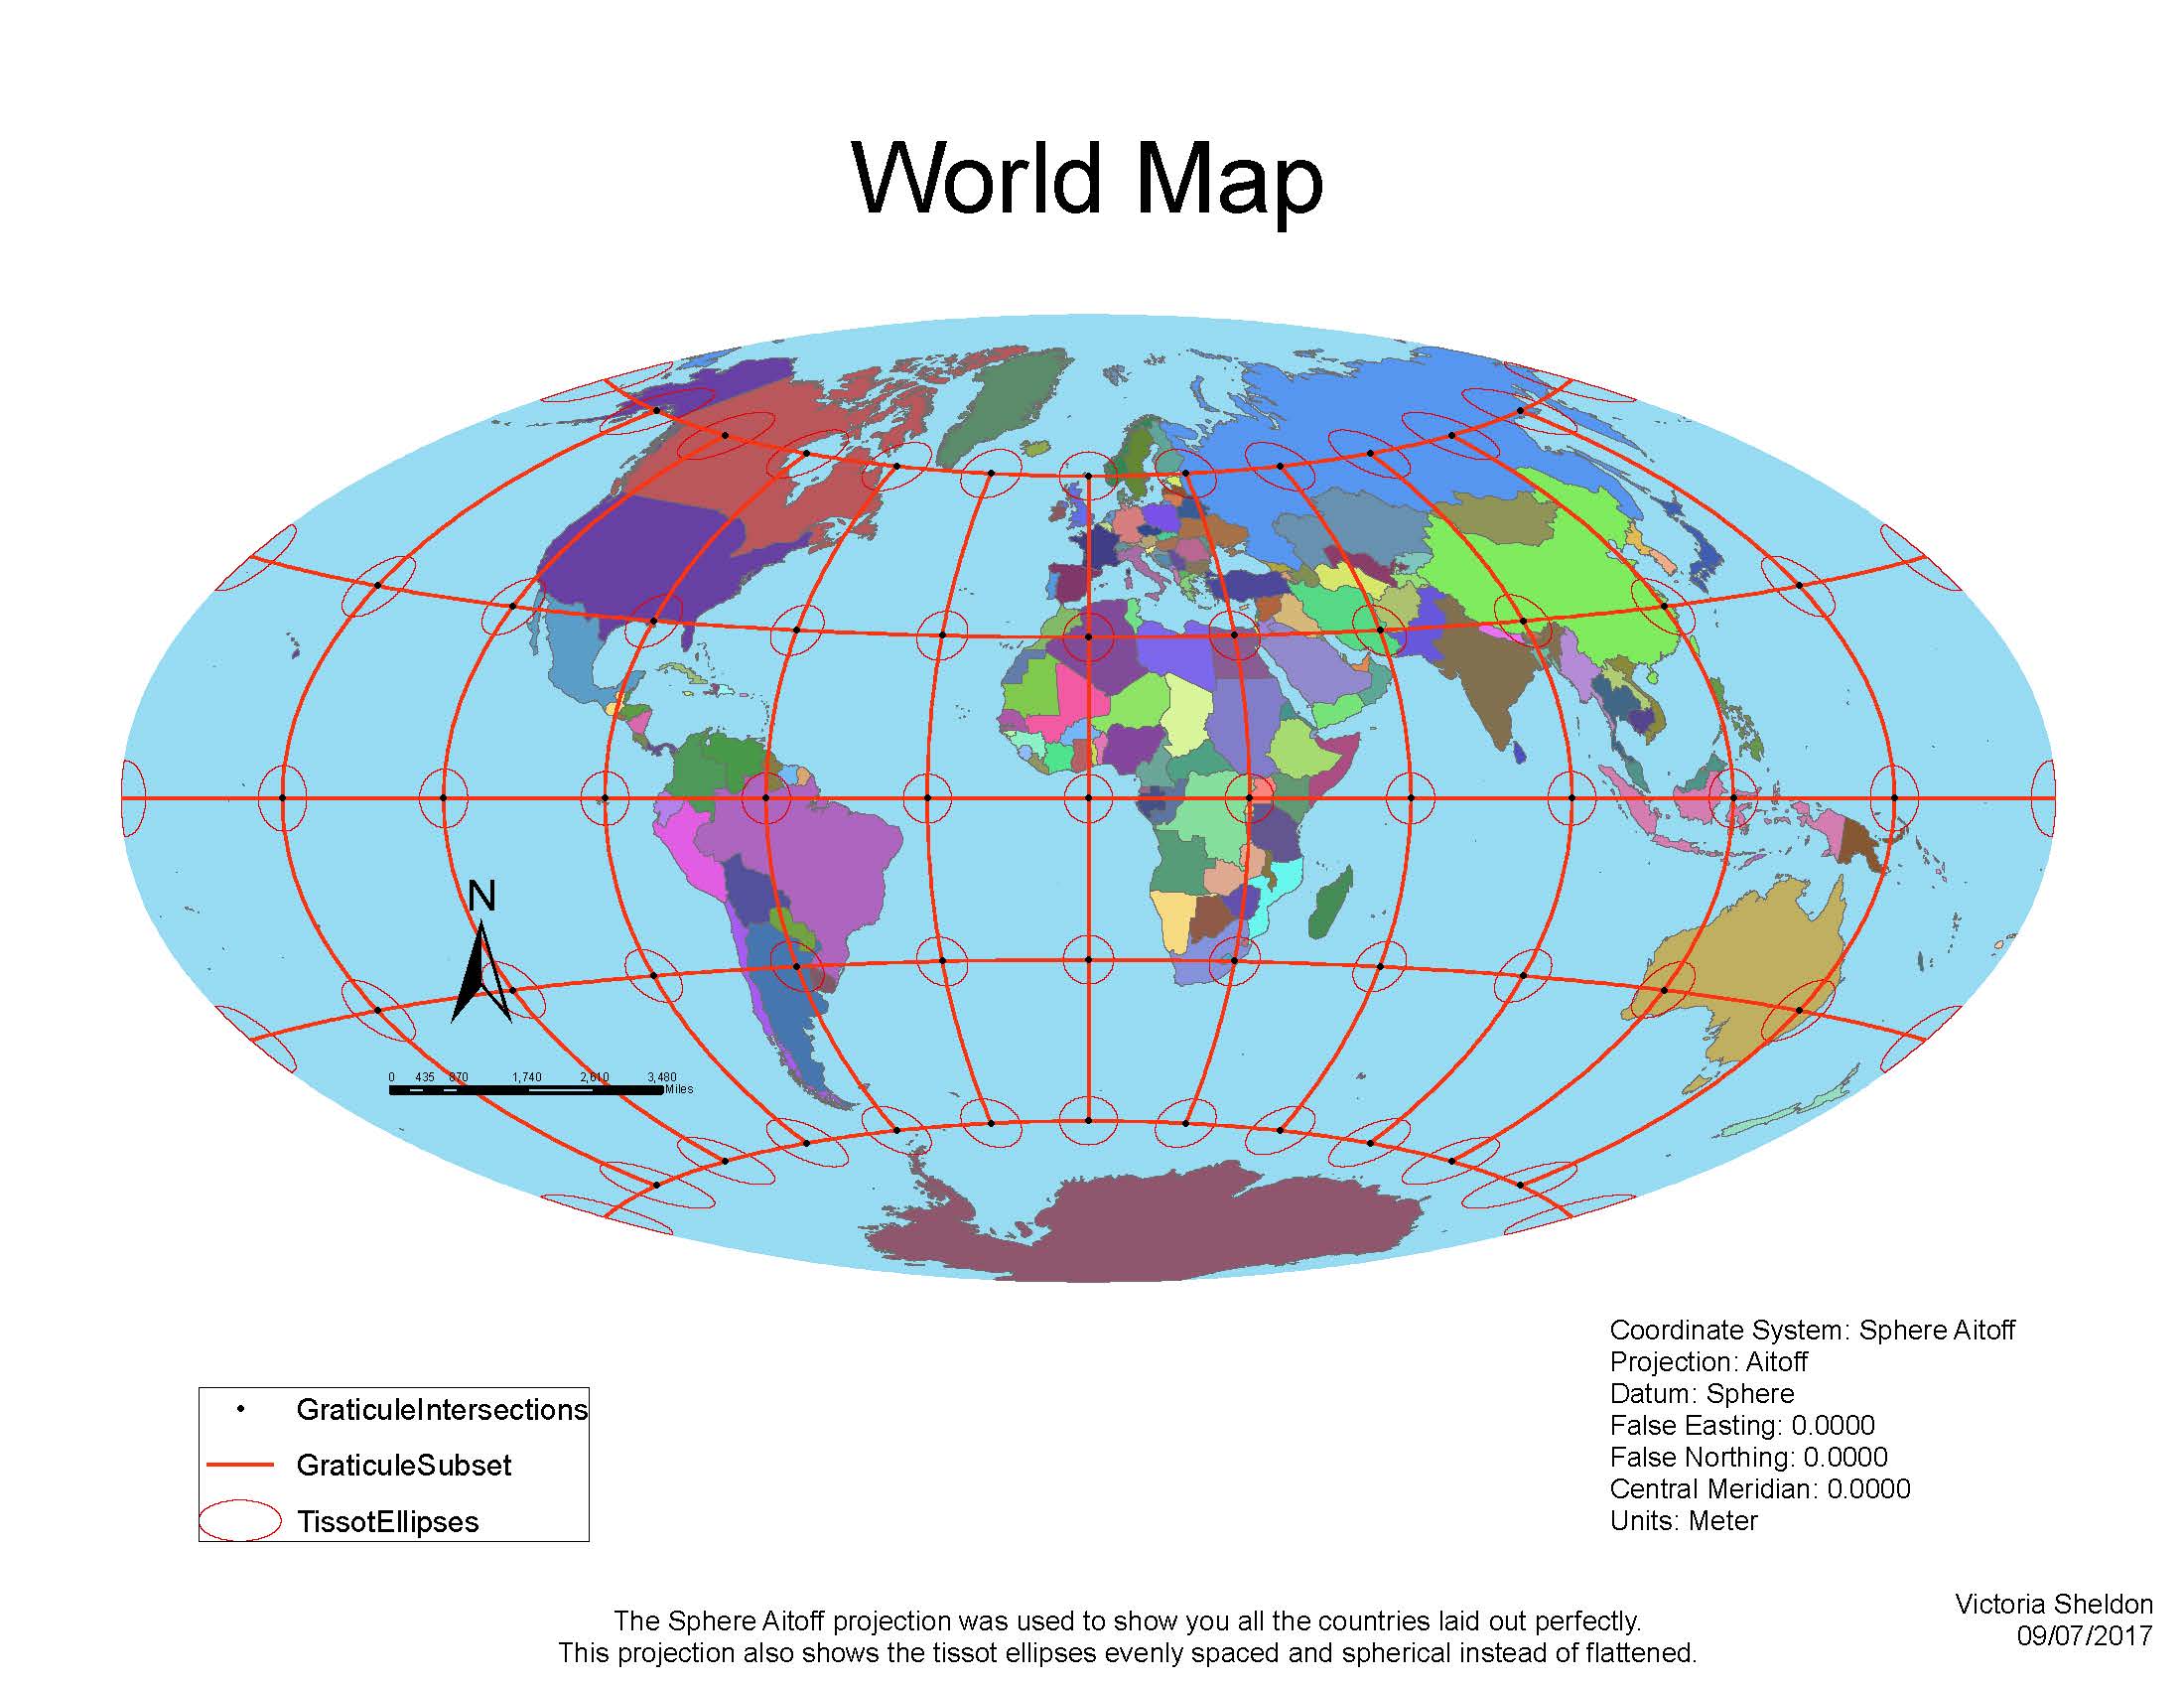 World Map
N
0 435 870 1,740 2,610 3,480
Miles
GraticuleIntersections
GraticuleSubset
TissotEllipses
Coordinate System: Sphere Aitoff
Projection: Aitoff
Datum: Sphere
False Easting: 0.0000
False Northing: 0.0000
Central Meridian: 0.0000
Units: Meter
The Sphere Aitoff projection was used to show you all the countries laid out perfectly.
This projection also shows the tissot ellipses evenly spaced and spherical instead of flattened.
Victoria Sheldon
09/07/2017